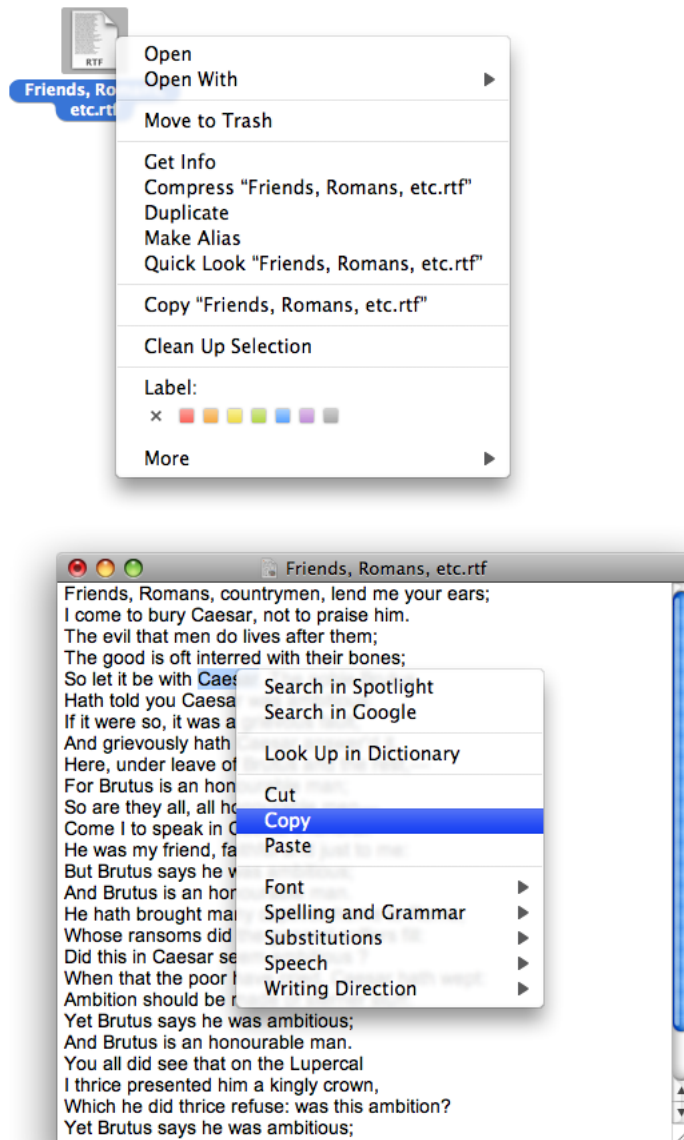 RTF
Friends,
Open
Open With
Move to Trash
Get Info
Compress “Friends, Romans, etc.rtf”
Duplicate
Make Alias
Quick Look “Friends, Romans, etc.rtf”
Copy “Friends, Romans, etc.rtf”
Clean Up Selection
Label:
More
Friends, Romans, etc.rtf
Friends, Romans, countrymen, lend me your ears;
I come to bury Caesar, not to praise him.
The evil that men do lives after them;
The good is oft interred with their bones;
So let it be with
Hath told you Caesar
If it were so, it was a
And grievously hath
Here, under leave of
For Brutus is an
So are they all, all
Come I to speak in
He was my friend,
But Brutus says he
And Brutus is an
He hath brought
Whose ransoms did
Did this in Caesar
When that the poor
Ambition should be
Yet Brutus says he was ambitious;
And Brutus is an honourable man.
You all did see that on the Lupercal
I thrice presented him a kingly crown,
Which he did thrice refuse: was this ambition?
Yet Brutus says he was ambitious;
Search in Spotlight
Search in Google
Look Up in Dictionary
Cut
Copy
Paste
Font
Spelling and Grammar
Substitutions
Speech
Writing Direction